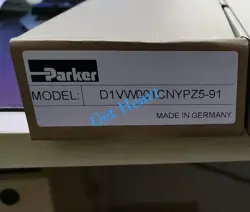 Parker
MODEL: D1VW001CNYPZ5-91
MADE IN GERMANY